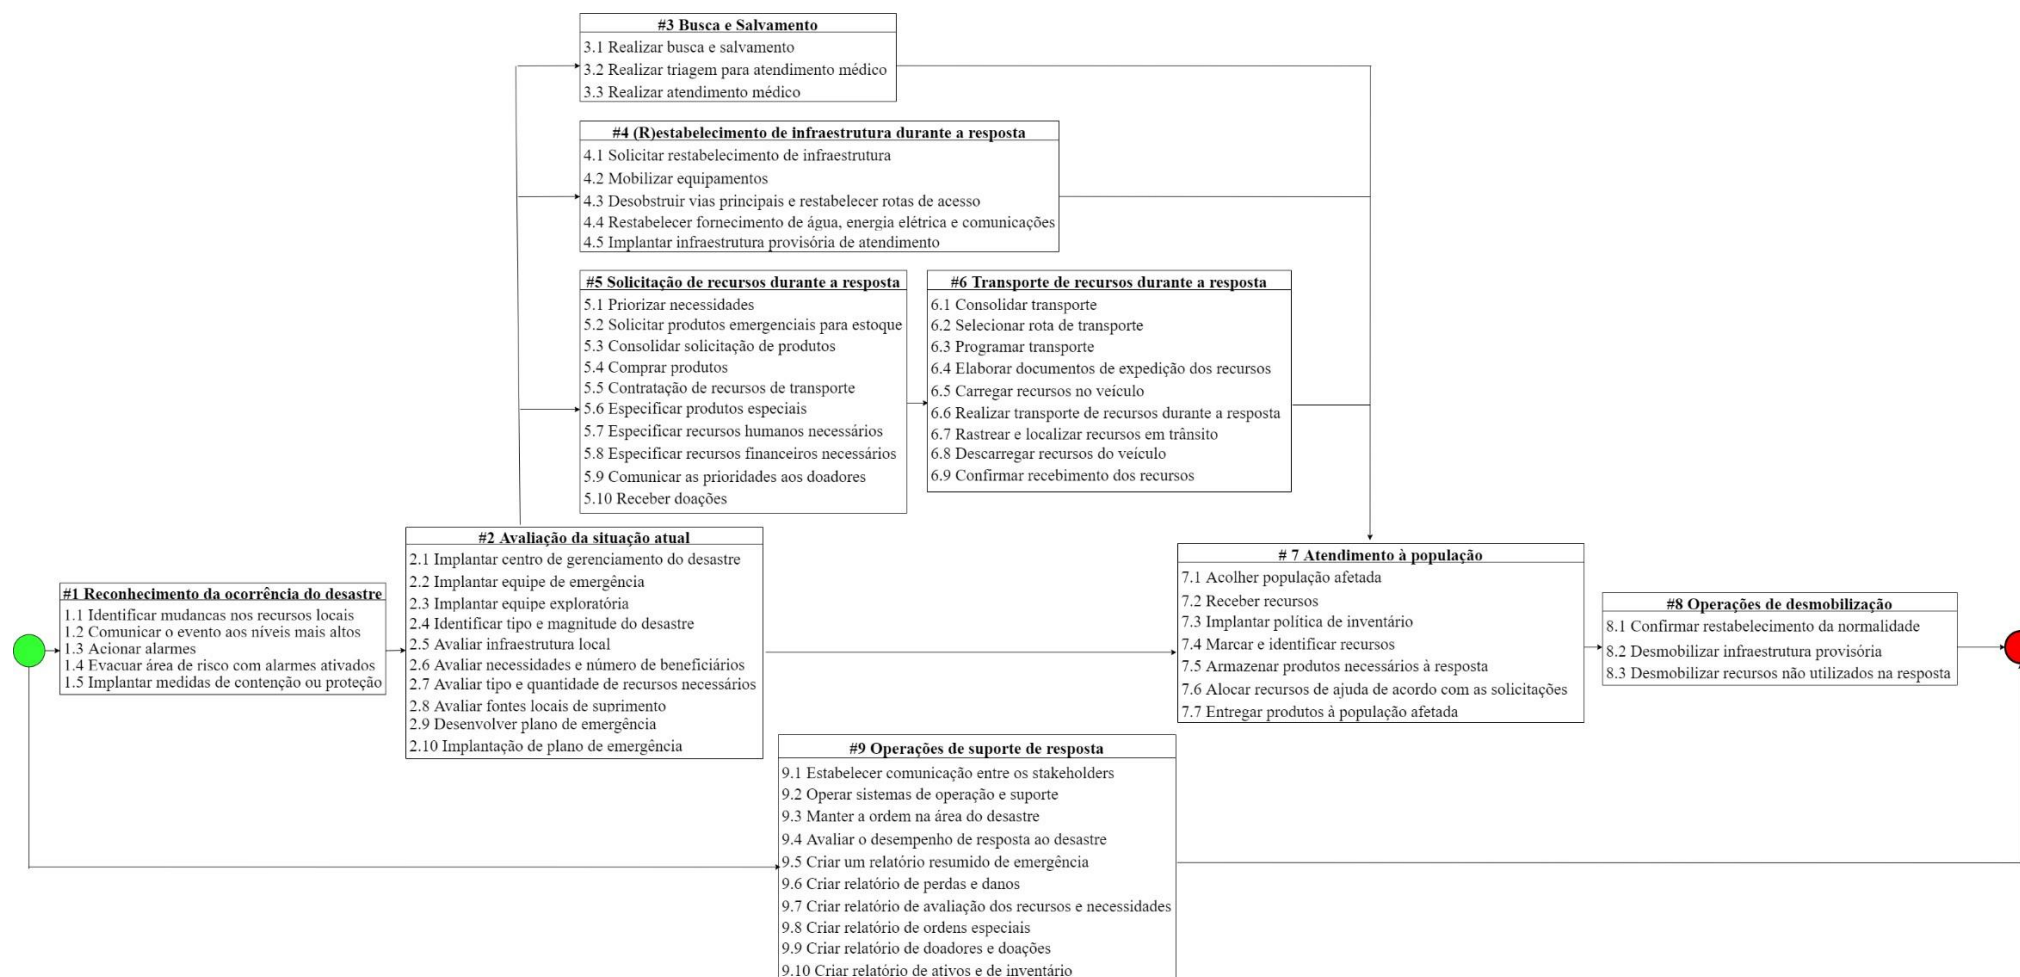 #3 Busca e Salvamento
3.1 Realizar busca e salvamento
3.2 Realizar triagem para atendimento médico
3.3 Realizar atendimento médico
#4 (R)estabelecimento de infraestrutura durante a resposta
4.1 Solicitar restabelecimento de infraestrutura
4.2 Mobilizar equipamentos
4.3 Desobstruir vias principais e restabelecer rotas de acesso
4.4 Restabelecer fornecimento de água, energia elétrica e comunicações
4.5 Implantar infraestrutura provisória de atendimento
#5 Solicitação de recursos durante a resposta
5.1 Priorizar necessidades
5.2 Solicitar produtos emergenciais para estoque
5.3 Consolidar solicitação de produtos
5.4 Comprar produtos
5.5 Contratação de recursos de transporte
5.6 Especificar produtos especiais
5.7 Especificar recursos humanos necessários
5.8 Especificar recursos financeiros necessários
5.9 Comunicar as prioridades aos doadores
5.10 Receber doações
#6 Transporte de recursos durante a resposta
6.1 Consolidar transporte
6.2 Selecionar rota de transporte
6.3 Programar transporte
6.4 Elaborar documentos de expedição dos recursos
6.5 Carregar recursos no veículo
6.6 Realizar transporte de recursos durante a resposta
6.7 Rastrear e localizar recursos em trânsito
6.8 Descarregar recursos do veículo
6.9 Confirmar recebimento dos recursos
#1 Reconhecimento da ocorrência do desastre
1.1 Identificar mudancas nos recursos locais
1.2 Comunicar o evento aos níveis mais altos
1.3 Acionar alarmes
1.4 Evacuar área de risco com alarmes ativados
1.5 Implantar medidas de contenção ou proteção
#2 Avaliação da situação atual
2.1 Implantar centro de gerenciamento do desastre
2.2 Implantar equipe de emergência
2.3 Implantar equipe exploratória
2.4 Identificar tipo e magnitude do desastre
2.5 Avaliar infraestrutura local
2.6 Avaliar necessidades e número de beneficiários
2.7 Avaliar tipo e quantidade de recursos necessários
2.8 Avaliar fontes locais de suprimento
2.9 Desenvolver plano de emergência
2.10 Implantação de plano de emergência
# 7 Atendimento à população
7.1 Acolher população afetada
7.2 Receber recursos
7.3 Implantar política de inventário
7.4 Marcar e identificar recursos
7.5 Armazenar produtos necessários à resposta
7.6 Alocar recursos de ajuda de acordo com as solicitações
7.7 Entregar produtos à população afetada
#8 Operações de desmobilização
8.1 Confirmar restabelecimento da normalidade
8.2 Desmobilizar infraestrutura provisória
8.3 Desmobilizar recursos não utilizados na resposta
#9 Operações de suporte de resposta
9.1 Estabelecer comunicação entre os stakeholders
9.2 Operar sistemas de operação e suporte
9.3 Manter a ordem na área do desastre
9.4 Avaliar o desempenho de resposta ao desastre
9.5 Criar um relatório resumido de emergência
9.6 Criar relatório de perdas e danos
9.7 Criar relatório de avaliação dos recursos e necessidades
9.8 Criar relatório de ordens especiais
9.9 Criar relatório de doadores e doações
9.10 Criar relatório de ativos e de inventário